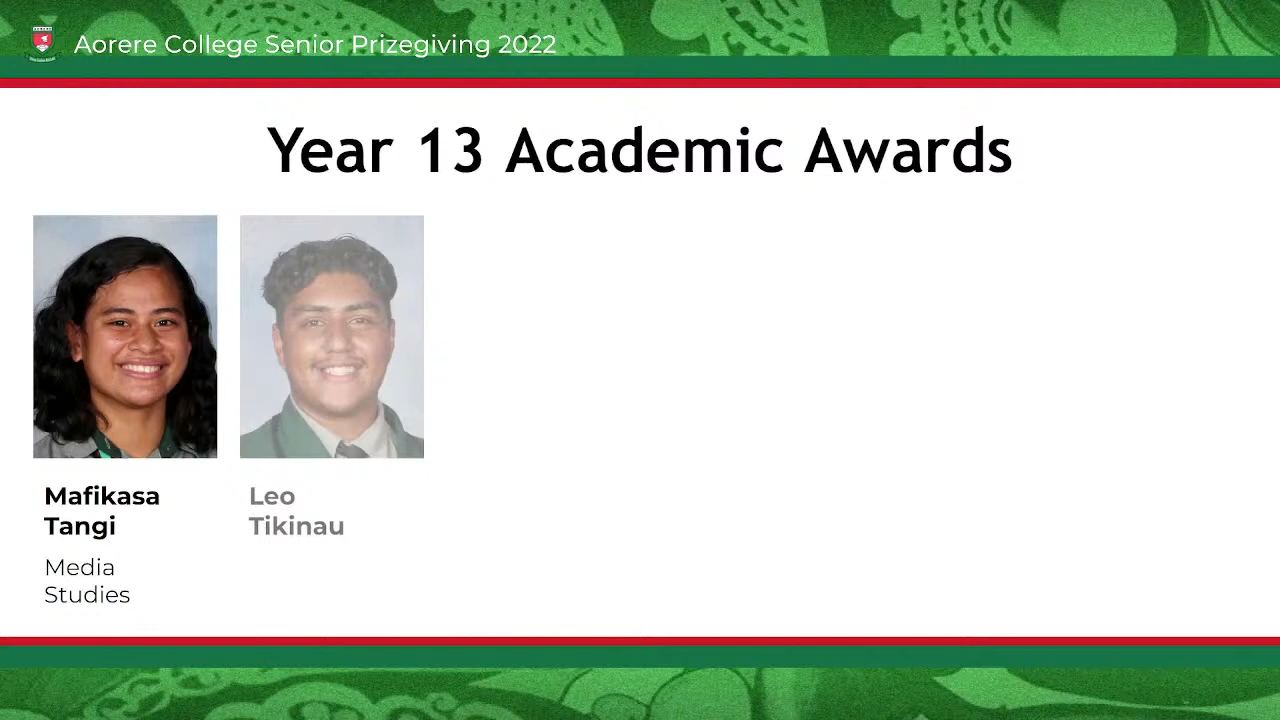 Aorere College Senior Prizegiving 2022
Year 13 Academic Awards
Mafikasa
Tangi
Media
Studies
Leo
Tikinau